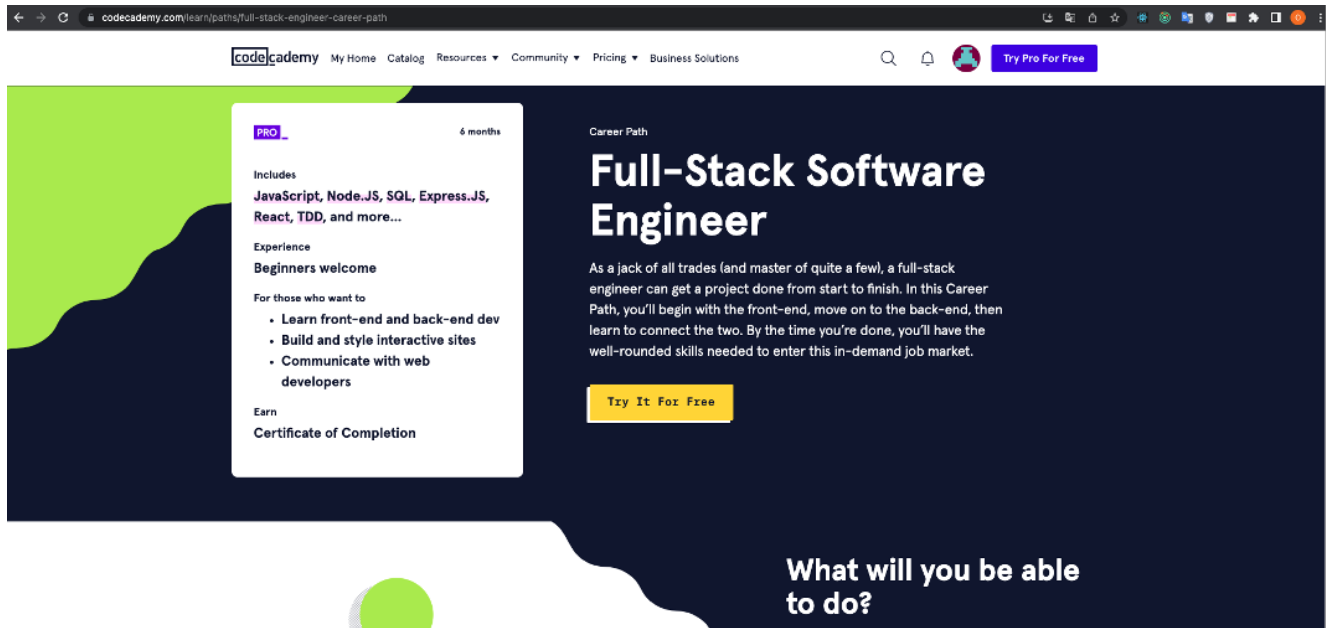 codecademy.com/learn/paths/full-stack-engineer-career-path
codecademy My Home Catalog Resources Community Pricing Business Solutions Try Pro For Free
PRO_ 6 months
Includes
JavaScript, Node.JS, SQL, Express.JS,
React, TDD, and more...
Experience
Beginners welcome
For those who want to
• Learn front-end and back-end dev
• Build and style interactive sites
• Communicate with web
developers
Earn
Certificate of Completion
Career Path
Full-Stack Software
Engineer
As a jack of all trades (and master of quite a few), a full-stack
engineer can get a project done from start to finish. In this Career
Path, you'll begin with the front-end, move on to the back-end, then
learn to connect the two. By the time you're done, you'll have the
well-rounded skills needed to enter this in-demand job market.
Try It For Free
What will you be able
to do?